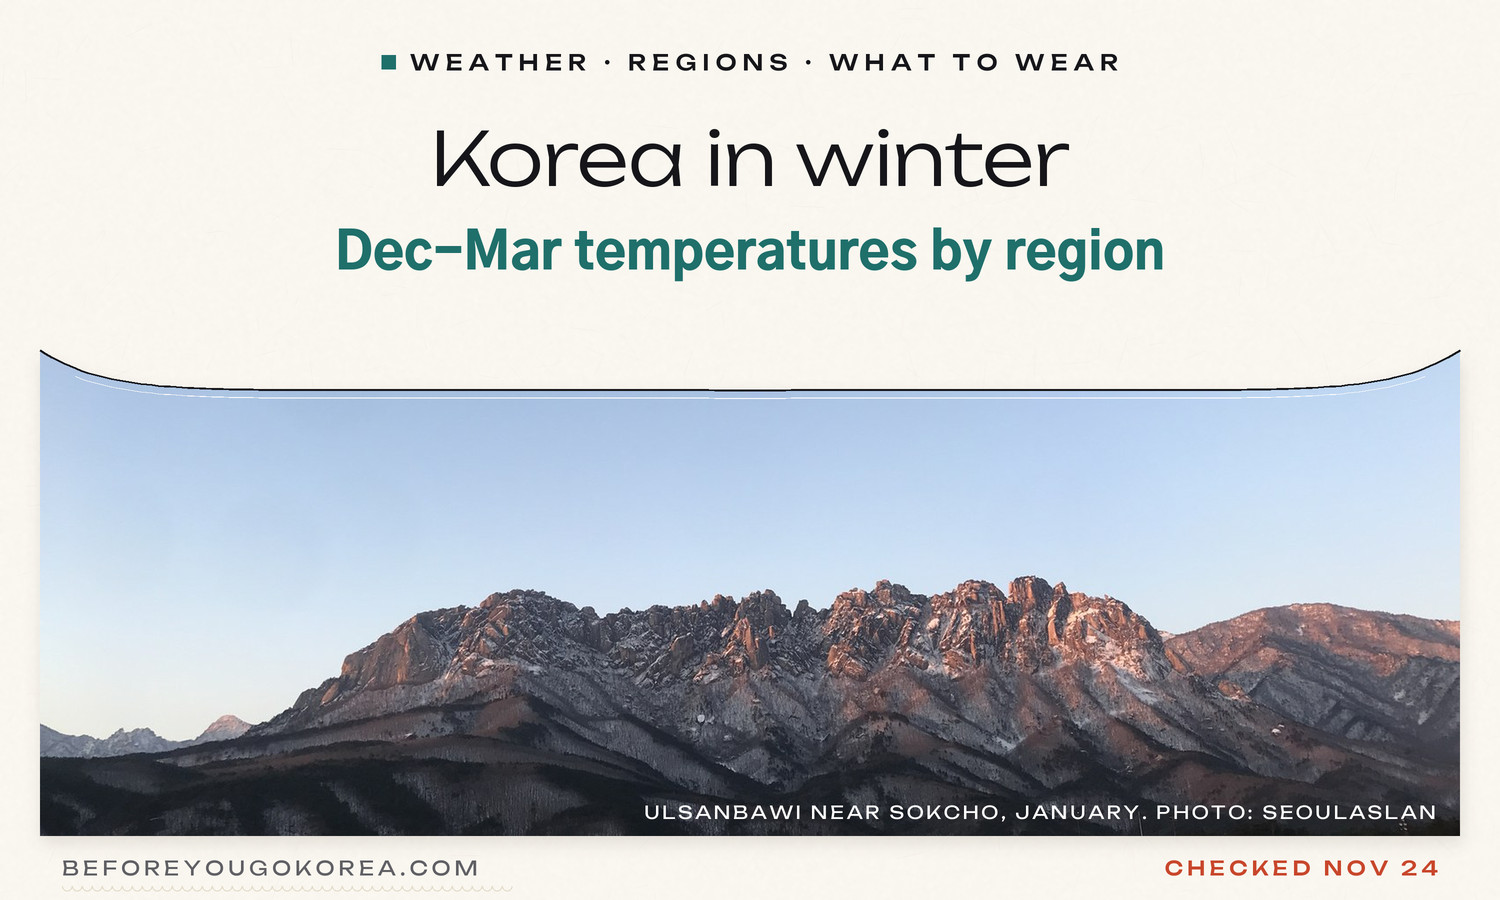 WEATHER · REGIONS · WHAT TO WEAR
Korea in winter
Dec–Mar temperatures by region
ULSANBAWI NEAR SOKCHO, JANUARY. PHOTO: SEOULASLAN
BEFOREYOUGOKOREA.COM
CHECKED NOV 24